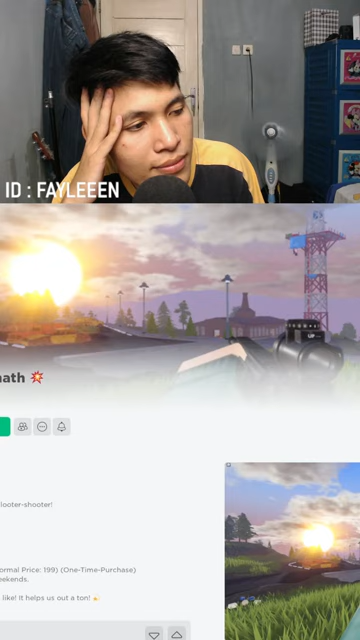 ID : FAYLEEEN
nath 💥
looter-shooter!
ormal Price: 199) (One-Time-Purchase)
eekends.
like! It helps us out a ton!